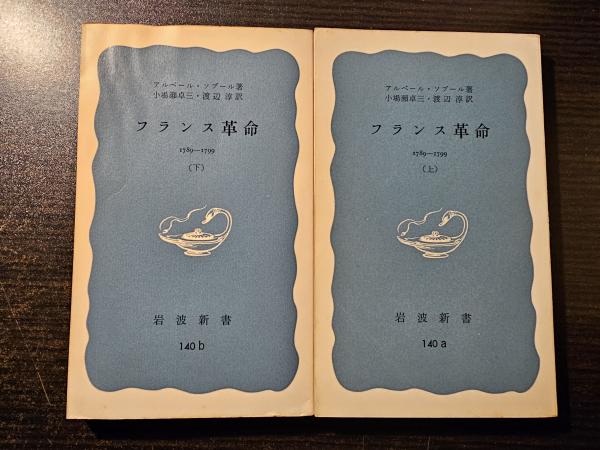 アルベール・ソブール著
小場瀬卓三・渡辺 淳訳
フランス革命
1789—1799
(下)
岩波新書
140 b
アルベール・ソブール著
小場瀬卓三・渡辺 淳訳
フランス革命
1789—1799
(上)
岩波新書
140 a